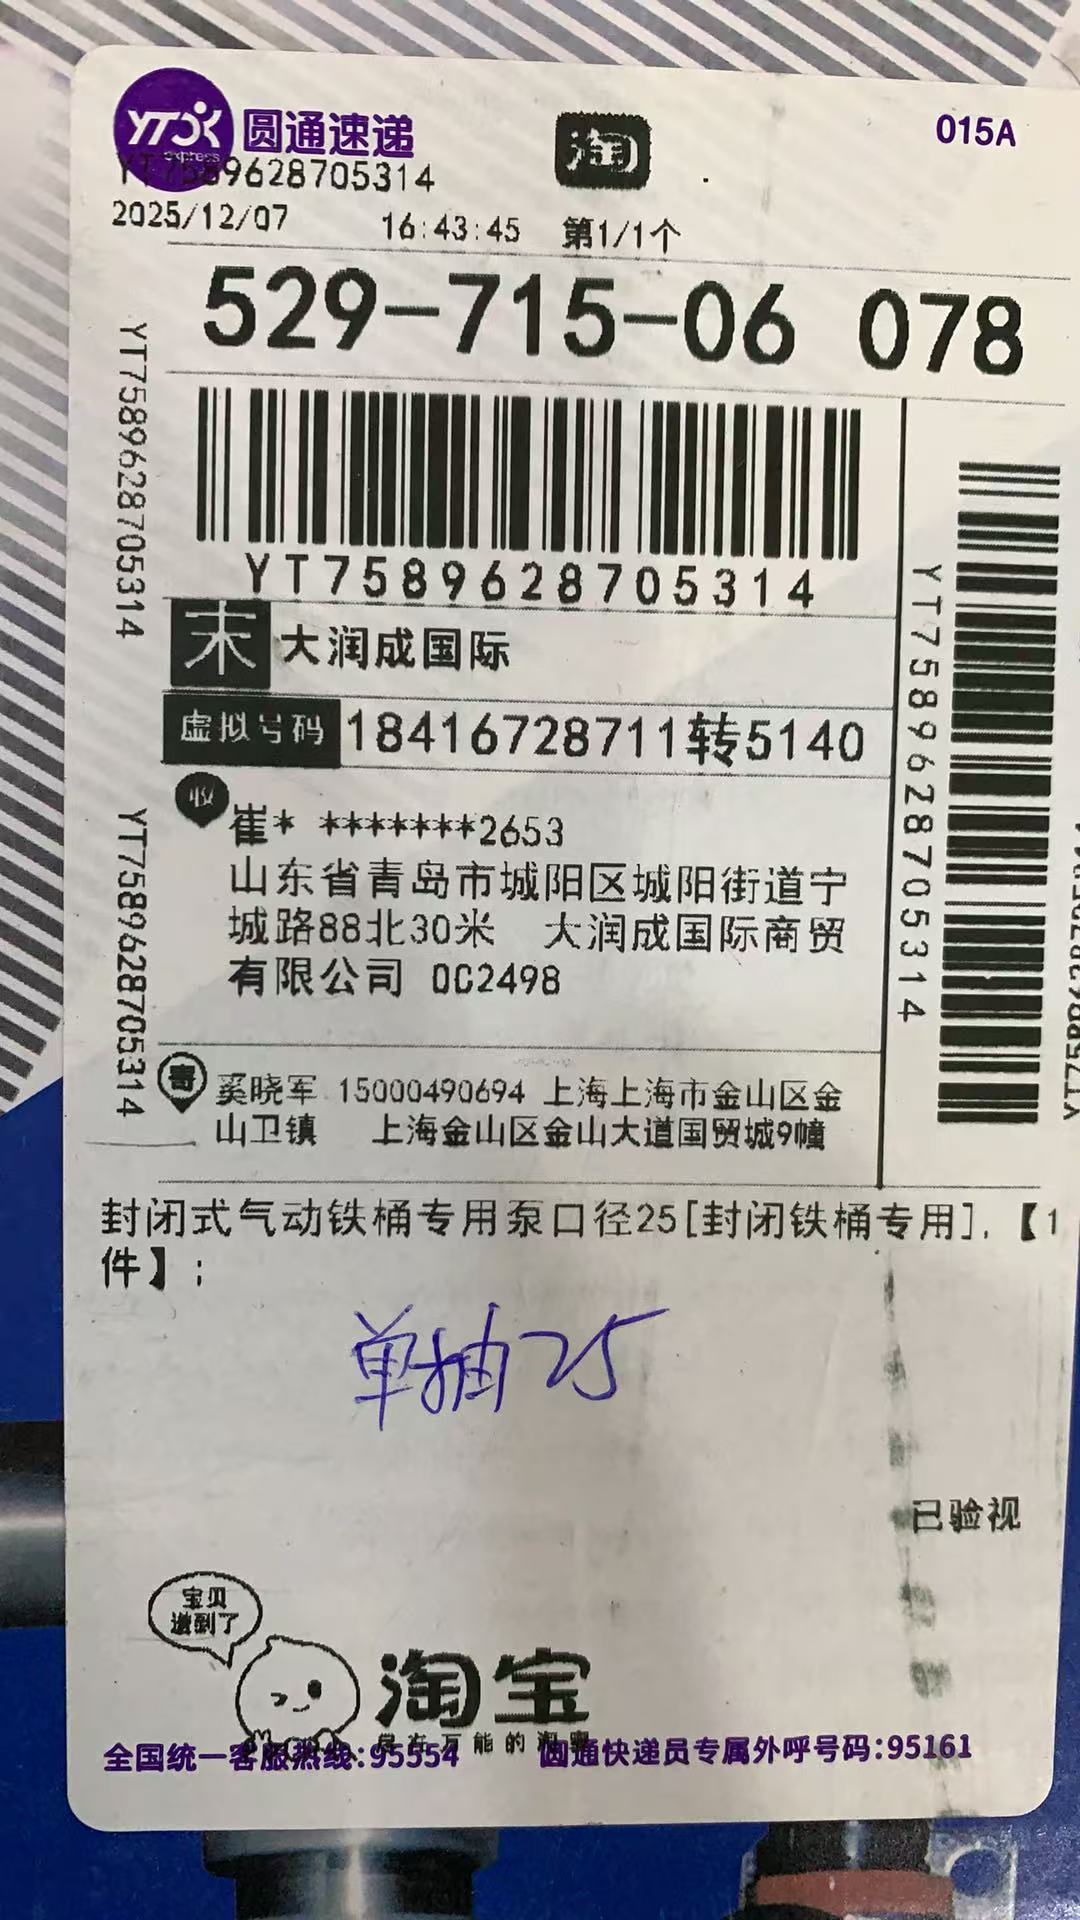 YTO express 圆通速递
淘
015A
YT7589628705314
2025/12/07 16:43:45 第1/1个
529-715-06 078
YT7589628705314
YT7589628705314
YT7589628705314
YT7589628705314
末 大润成国际
虚拟号码 18416728711转5140
收 崔* *******2653
山东省青岛市城阳区城阳街道宁
城路88北30米 大润成国际商贸
有限公司 0C2498
寄 奚晓军 15000490694 上海上海市金山区金
山卫镇 上海金山区金山大道国贸城9幢
封闭式气动铁桶专用泵口径25[封闭铁桶专用],【1
件】;
单抽25
已验视
宝贝
邀到了
淘宝
全国统一客服热线:95554 圆通快递员专属外呼号码:95161